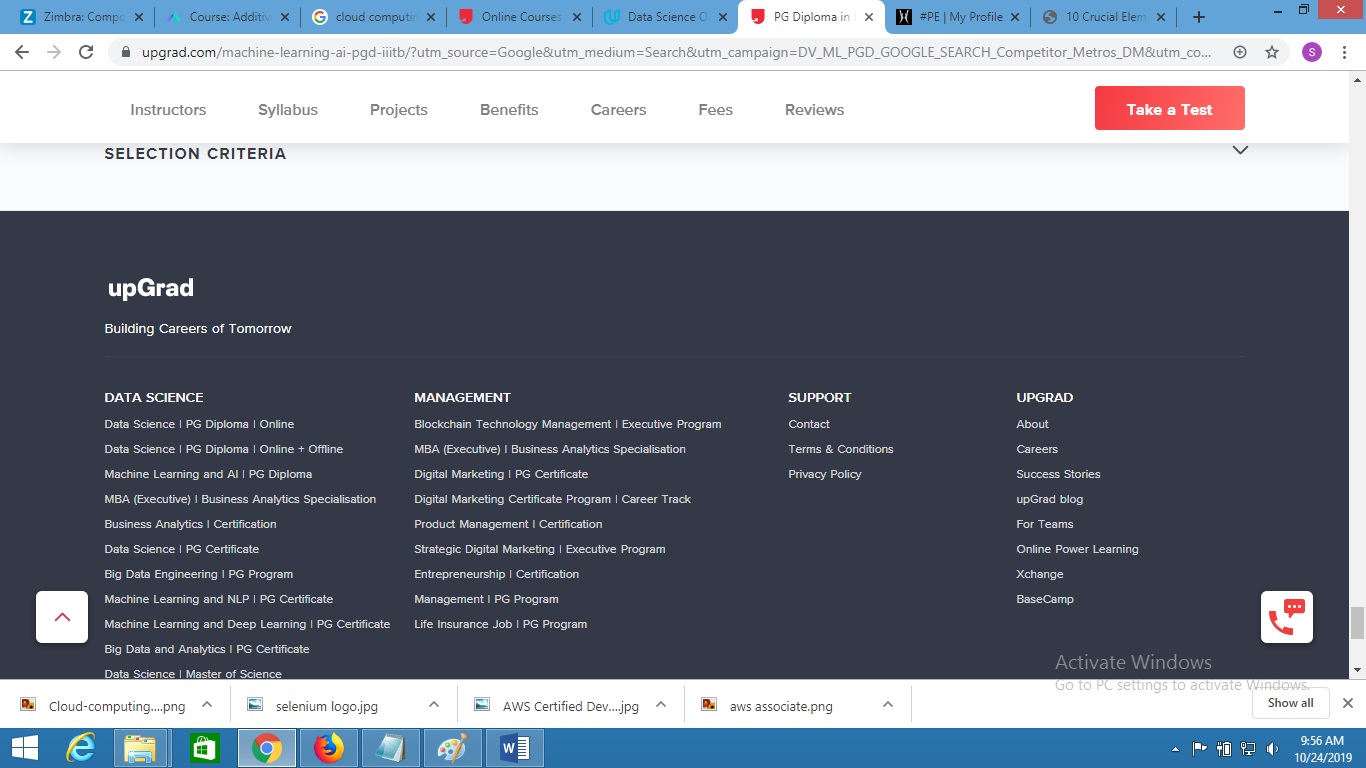 Zimbra: Compo
Course: Additiv
cloud computin
Online Courses
Data Science O
PG Diploma in
#PE | My Profile
10 Crucial Elem
upgrad.com/machine-learning-ai-pgd-iiitb/?utm_source=Google&utm_medium=Search&utm_campaign=DV_ML_PGD_GOOGLE_SEARCH_Competitor_Metros_DM&utm_co...
S
Instructors
Syllabus
Projects
Benefits
Careers
Fees
Reviews
Take a Test
SELECTION CRITERIA
upGrad
Building Careers of Tomorrow
DATA SCIENCE
Data Science | PG Diploma | Online
Data Science | PG Diploma | Online + Offline
Machine Learning and AI | PG Diploma
MBA (Executive) | Business Analytics Specialisation
Business Analytics | Certification
Data Science | PG Certificate
Big Data Engineering | PG Program
Machine Learning and NLP | PG Certificate
Machine Learning and Deep Learning | PG Certificate
Big Data and Analytics | PG Certificate
Data Science | Master of Science
MANAGEMENT
Blockchain Technology Management | Executive Program
MBA (Executive) | Business Analytics Specialisation
Digital Marketing | PG Certificate
Digital Marketing Certificate Program | Career Track
Product Management | Certification
Strategic Digital Marketing | Executive Program
Entrepreneurship | Certification
Management | PG Program
Life Insurance Job | PG Program
SUPPORT
Contact
Terms & Conditions
Privacy Policy
UPGRAD
About
Careers
Success Stories
upGrad blog
For Teams
Online Power Learning
Xchange
BaseCamp
Activate Windows
Go to PC settings to activate Windows.
Cloud-computing....png
selenium logo.jpg
AWS Certified Dev....jpg
aws associate.png
Show all
9:56 AM
10/24/2019